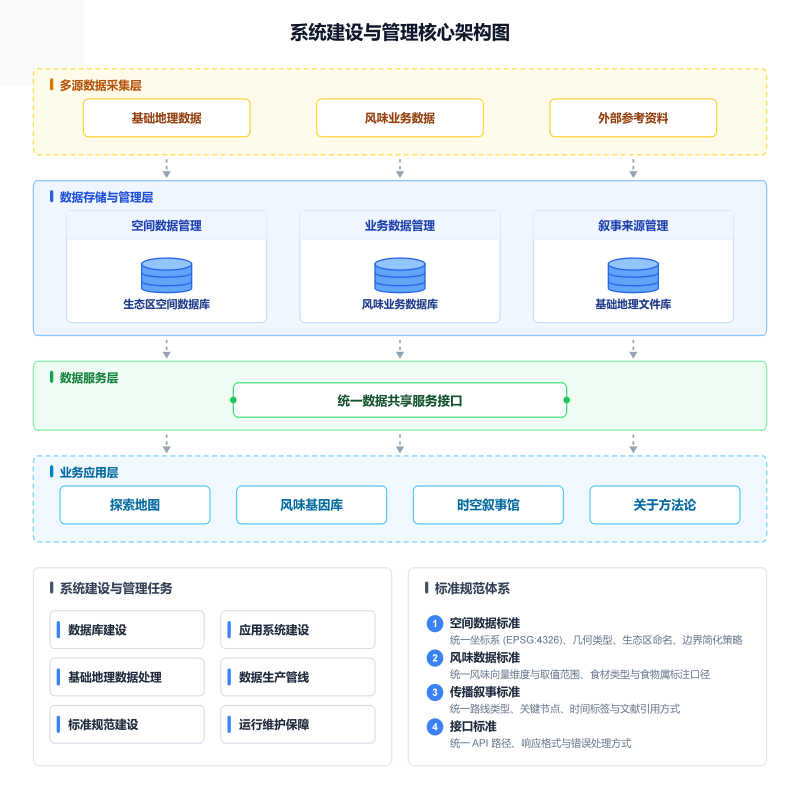 系统建设与管理核心架构图
多源数据采集层
基础地理数据
风味业务数据
外部参考资料
数据存储与管理层
空间数据管理
业务数据管理
叙事来源管理
生态区空间数据库
风味业务数据库
基础地理文件库
数据服务层
统一数据共享服务接口
业务应用层
探索地图
风味基因库
时空叙事馆
关于方法论
系统建设与管理任务
数据库建设
应用系统建设
基础地理数据处理
数据生产管线
标准规范建设
运行维护保障
标准规范体系
1 空间数据标准
统一坐标系 (EPSG:4326)、几何类型、生态区命名、边界简化策略
2 风味数据标准
统一风味向量维度与取值范围、食材类型与食物属标注口径
3 传播叙事标准
统一路线类型、关键节点、时间标签与文献引用方式
4 接口标准
统一 API 路径、响应格式与错误处理方式